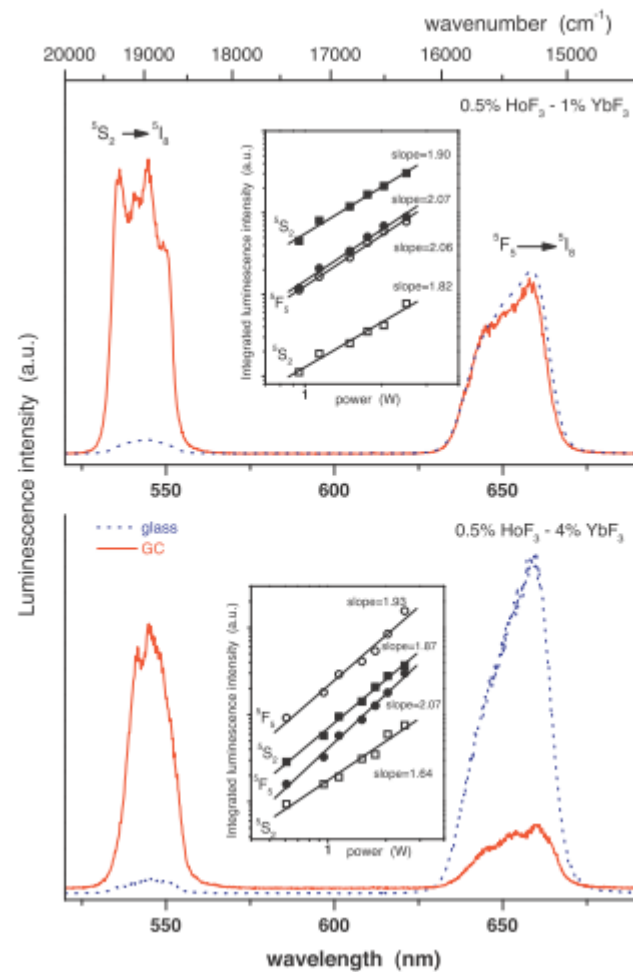 wavenumber (cm⁻¹)
20000 19000 18000 17000 16000 15000
0.5% HoF₃ - 1% YbF₃
⁵S₂ → ⁵I₈
slope=1.90
⁵S₂
slope=2.07
⁵F₅ → ⁵I₈
slope=2.06
⁵F₅
slope=1.82
⁵S₂
Integrated luminescence intensity (a.u.)
1
power (W)
550 600 650
Luminescence intensity (a.u.)
glass
GC
0.5% HoF₃ - 4% YbF₃
slope=1.93
slope=1.87
⁵F₅
slope=2.07
⁵S₂
⁵F₅
slope=1.64
⁵S₂
Integrated luminescence intensity (a.u.)
1
power (W)
550 600 650
wavelength (nm)